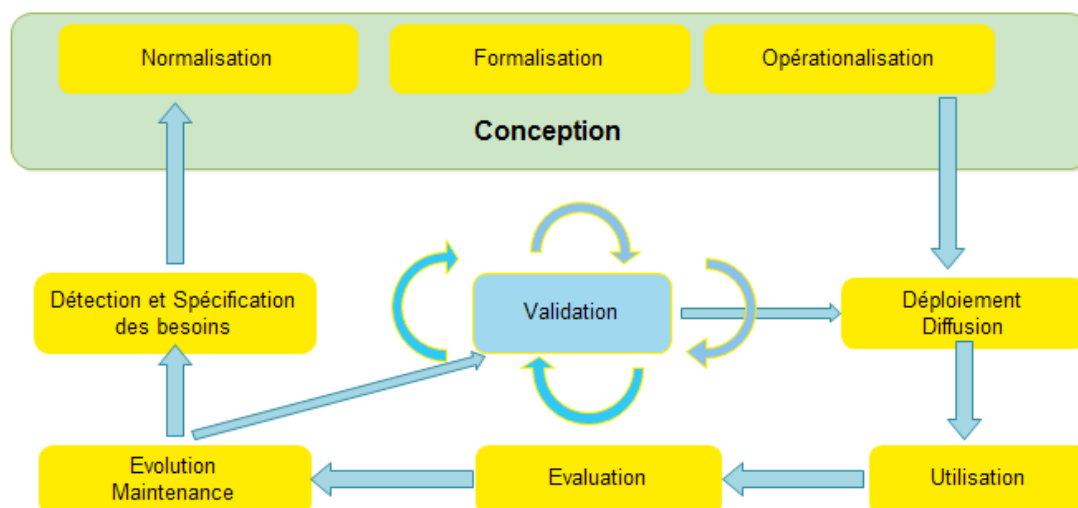 Normalisation
Formalisation
Opérationalisation
Conception
Détection et Spécification
des besoins
Validation
Déploiement
Diffusion
Evolution
Maintenance
Evaluation
Utilisation